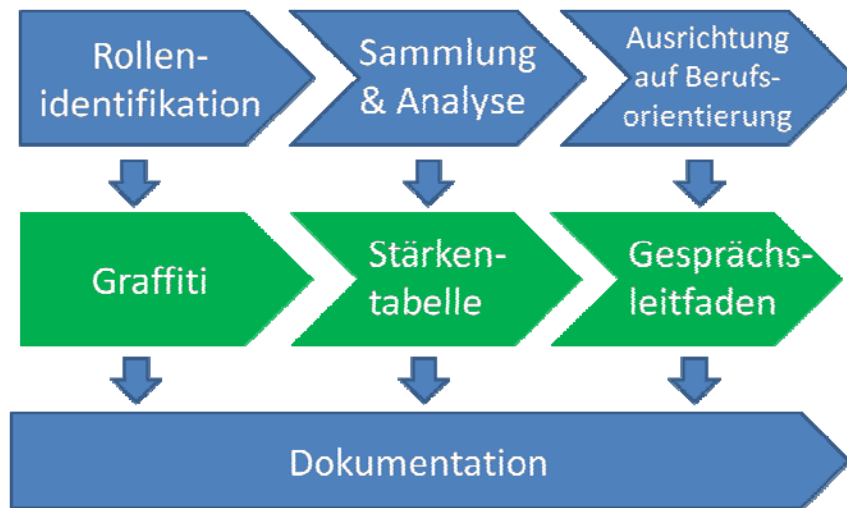 Rollen-
identifikation
Sammlung
& Analyse
Ausrichtung
auf Berufs-
orientierung
Graffiti
Stärken-
tabelle
Gesprächs-
leitfaden
Dokumentation